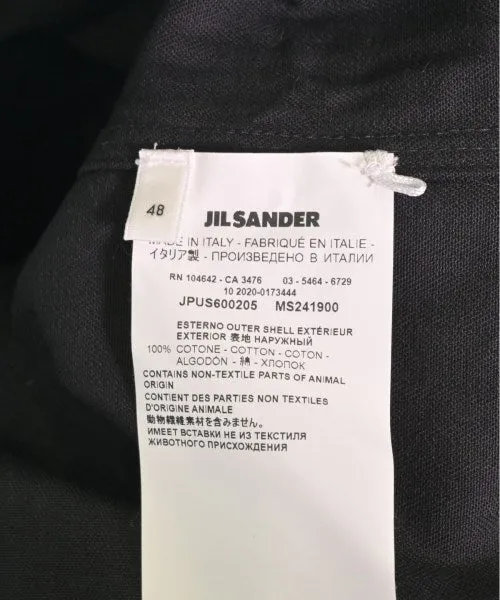 48
JIL SANDER
MADE IN ITALY - FABRIQUÉ EN ITALIE -
イタリア製 - ПРОИЗВЕДЕНО В ИТАЛИИ
RN 104642 - CA 3476 03 - 5464 - 6729
10 2020-0173444
JPUS600205 MS241900
ESTERNO OUTER SHELL EXTÉRIEUR
EXTERIOR 表地 НАРУЖНЫЙ
100% COTONE - COTTON - COTON -
ALGODÓN - 綿 - ХЛОПОК
CONTAINS NON-TEXTILE PARTS OF ANIMAL
ORIGIN
CONTIENT DES PARTIES NON TEXTILES
D'ORIGINE ANIMALE
動物繊維素材を含みません。
ИМЕЕТ ВСТАВКИ НЕ ИЗ ТЕКСТИЛЯ
ЖИВОТНОГО ПРОИСХОЖДЕНИЯ